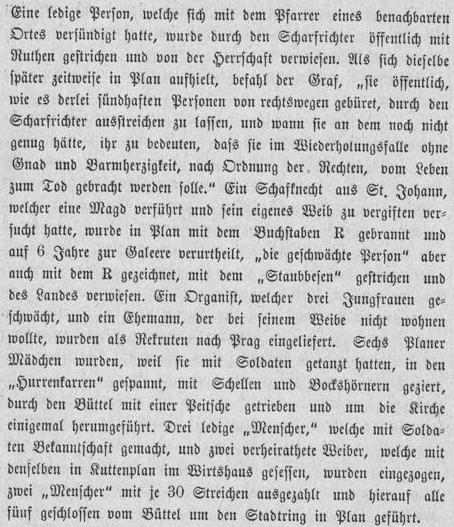 Eine ledige Person, welche sich mit dem Pfarrer eines benachbarten
Ortes versündigt hatte, wurde durch den Scharfrichter öffentlich mit
Ruthen gestrichen und von der Herrschaft verwiesen. Als sich dieselbe
später zeitweise in Plan aufhielt, befahl der Graf, „sie öffentlich,
wie es derlei sündhaften Personen von rechtswegen gebüret, durch den
Scharfrichter ausstreichen zu lassen, und wann sie an dem noch nicht
genug hätte, ihr zu bedeuten, dass sie im Wiederholungsfalle ohne
Gnad und Barmherzigkeit, nach Ordnung der Rechten, vom Leben
zum Tod gebracht werden solle.“ Ein Schafknecht aus St. Johann,
welcher eine Magd verführt und sein eigenes Weib zu vergiften ver-
sucht hatte, wurde in Plan mit dem Buchstaben R gebrannt und
auf 6 Jahre zur Galeere verurtheilt, „die geschwächte Person“ aber
auch mit dem R gezeichnet, mit dem „Staubbesen“ gestrichen und
des Landes verwiesen. Ein Organist, welcher drei Jungfrauen ge-
schwächt, und ein Ehemann, der bei seinem Weibe nicht wohnen
wollte, wurden als Rekruten nach Prag eingeliefert. Sechs Planer
Mädchen wurden, weil sie mit Soldaten getanzt hatten, in den
„Hurrenkarren“ gespannt, mit Schellen und Bockshörnern geziert,
durch den Büttel mit einer Peitsche getrieben und um die Kirche
einigemal herumgeführt. Drei ledige „Menscher,“ welche mit Solda-
ten Bekanntschaft gemacht, und zwei verheirathete Weiber, welche mit
denselben in Kuttenplan im Wirtshaus gesessen, wurden eingezogen,
zwei „Menscher“ mit je 30 Streichen ausgezahlt und hierauf alle
fünf geschlossen vom Büttel um den Stadtring in Plan geführt.